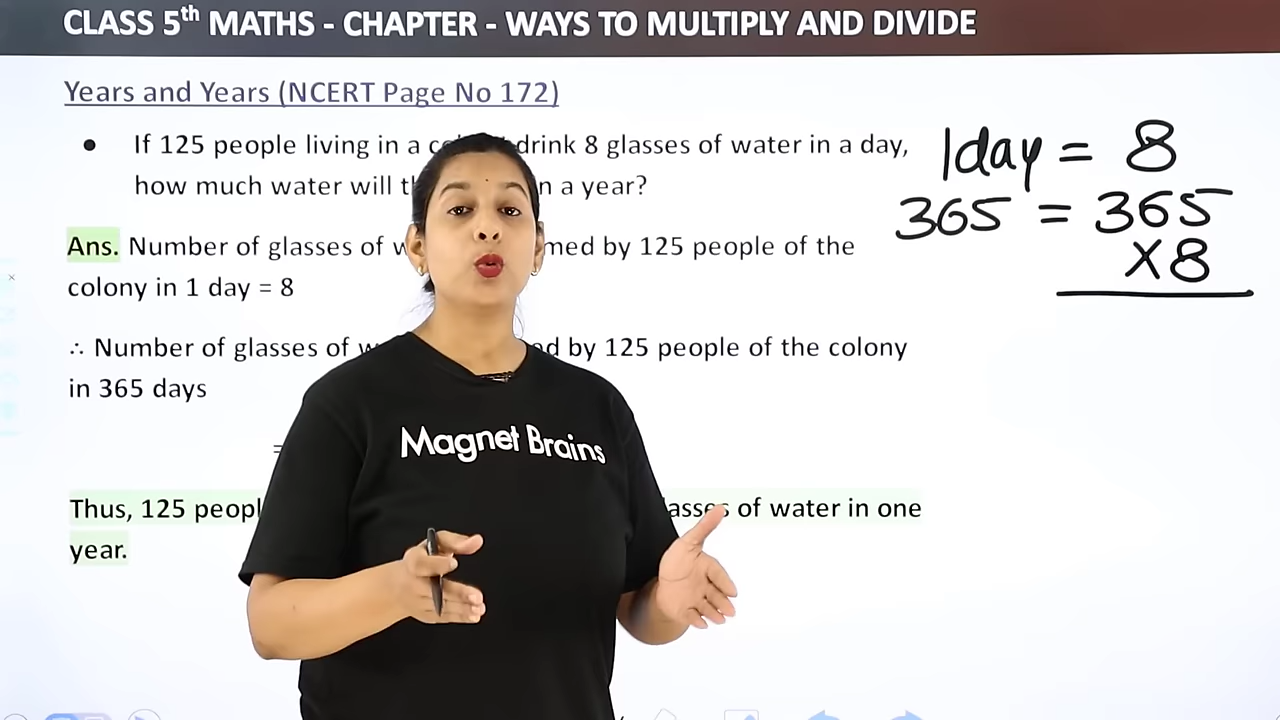 CLASS 5th MATHS - CHAPTER - WAYS TO MULTIPLY AND DIVIDE
Years and Years (NCERT Page No 172)
• If 125 people living in a drink 8 glasses of water in a day,
how much water will in a year?
Ans. Number of glasses of by 125 people of the
colony in 1 day = 8
∴ Number of glasses of by 125 people of the colony
in 365 days
=
Thus, 125 of water in one
year.
1day = 8
365 = 365
×8
Magnet Brains